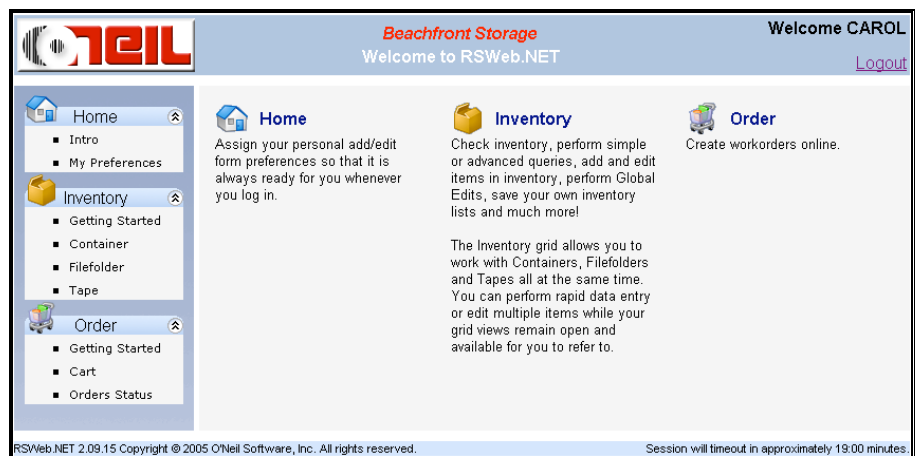 O'NEIL
Beachfront Storage
Welcome to RSWeb.NET
Welcome CAROL
Logout
Home
Intro
My Preferences
Inventory
Getting Started
Container
Filefolder
Tape
Order
Getting Started
Cart
Orders Status
Home
Assign your personal add/edit
form preferences so that it is
always ready for you whenever
you log in.
Inventory
Check inventory, perform simple
or advanced queries, add and edit
items in inventory, perform Global
Edits, save your own inventory
lists and much more!
The Inventory grid allows you to
work with Containers, Filefolders
and Tapes all at the same time.
You can perform rapid data entry
or edit multiple items while your
grid views remain open and
available for you to refer to.
Order
Create workorders online.
RSWeb.NET 2.09.15 Copyright © 2005 O'Neil Software, Inc. All rights reserved.
Session will timeout in approximately 19:00 minutes.